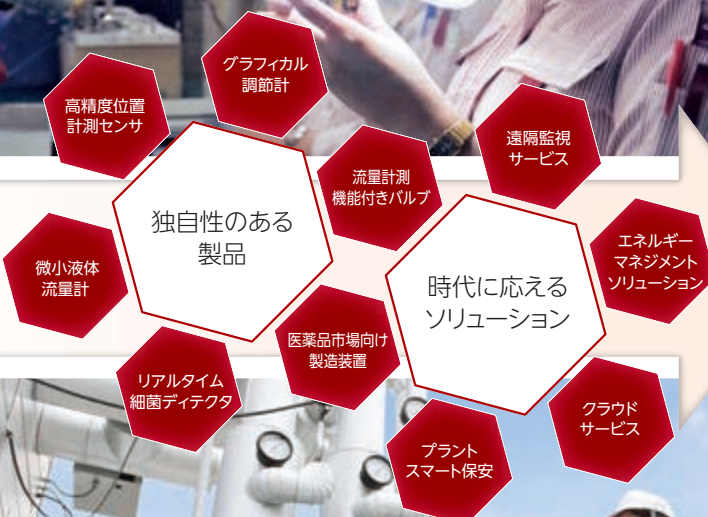 グラフィカル
調節計
高精度位置
計測センサ
遠隔監視
サービス
流量計測
機能付きバルブ
独自性のある
製品
微小液体
流量計
エネルギー
マネジメント
ソリューション
時代に応える
ソリューション
医薬品市場向け
製造装置
リアルタイム
細菌ディテクタ
クラウド
サービス
プラント
スマート保安